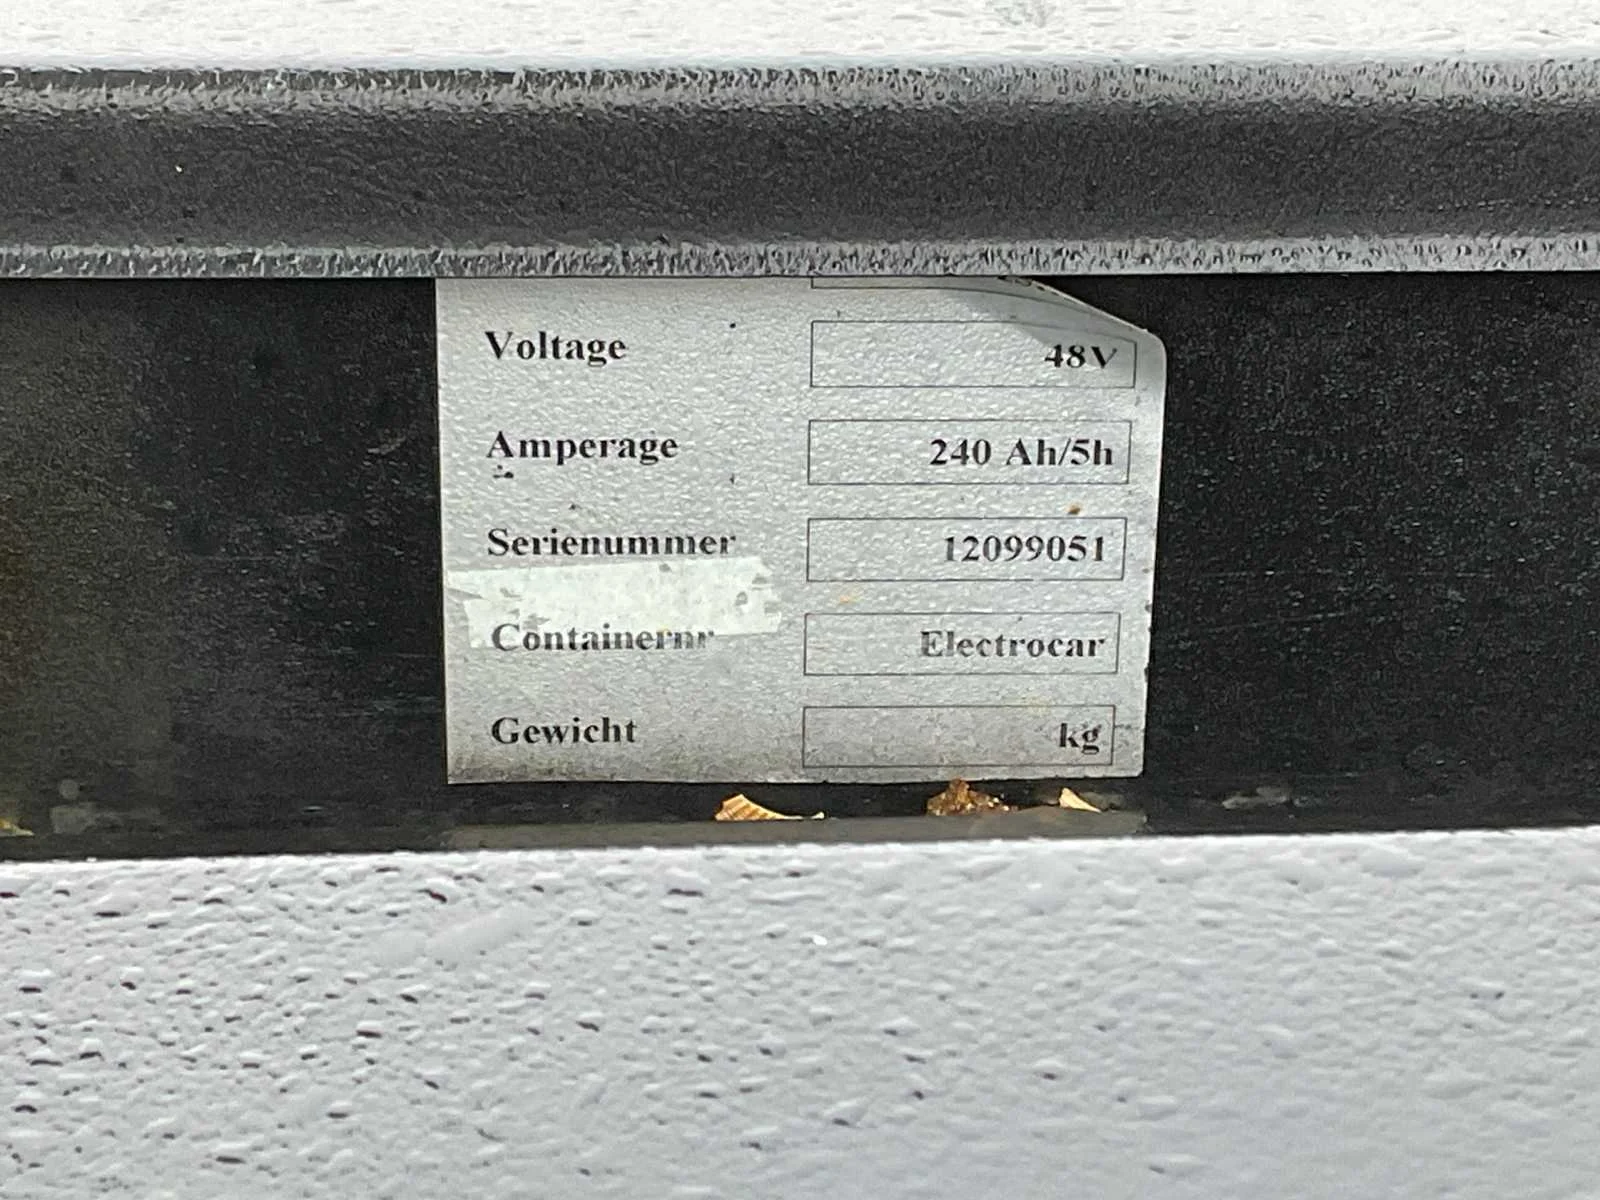 Voltage 48V
Amperage 240 Ah/5h
Serienummer 12099051
Containernr Electrocar
Gewicht kg